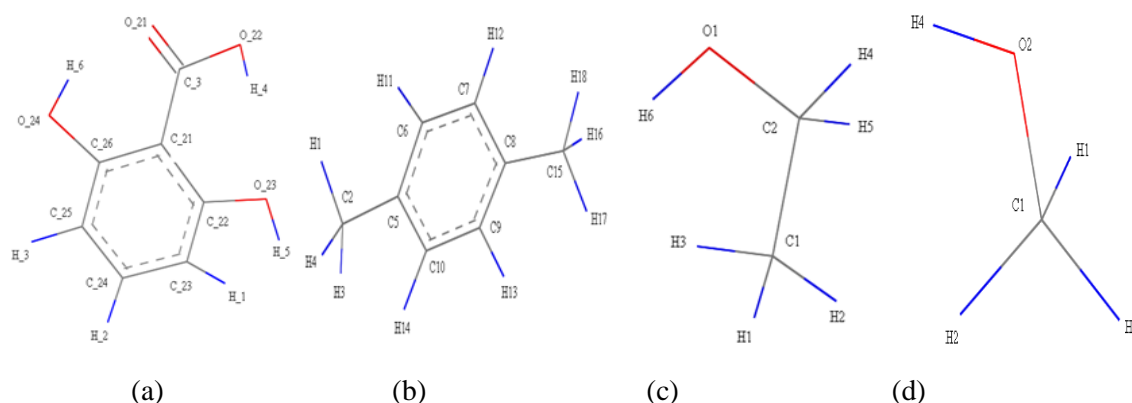 O_21
O_22
H_6
C_3
H_4
O_24
C_21
C_26
O_23
C_25
C_22
H_3
H_5
C_24
C_23
H_1
H_2
H12
H18
H11
C7
H16
C6
H1
C8
C15
C2
H17
C5
C9
H4
C10
H3
H13
H14
O1
H4
H6
C2
H5
H3
C1
H2
H1
H4
O2
H1
C1
H2
H
(a)
(b)
(c)
(d)